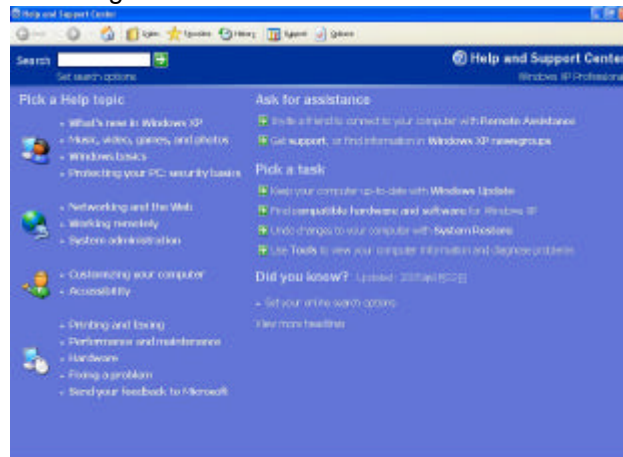 Help and Support Center
Index
Favorites
History
Support
Options
Search
Set search options
Help and Support Center
Windows XP Professional
Pick a Help topic
What's new in Windows XP
Music, video, games, and photos
Windows basics
Protecting your PC: security basics
Networking and the Web
Working remotely
System administration
Customizing your computer
Accessibility
Printing and faxing
Performance and maintenance
Hardware
Fixing a problem
Send your feedback to Microsoft
Ask for assistance
Invite a friend to connect to your computer with Remote Assistance
Get support, or find information in Windows XP newsgroups
Pick a task
Keep your computer up-to-date with Windows Update
Find compatible hardware and software for Windows XP
Undo changes to your computer with System Restore
Use Tools to view your computer information and diagnose problems
Did you know?
Set your online search options
View more headlines